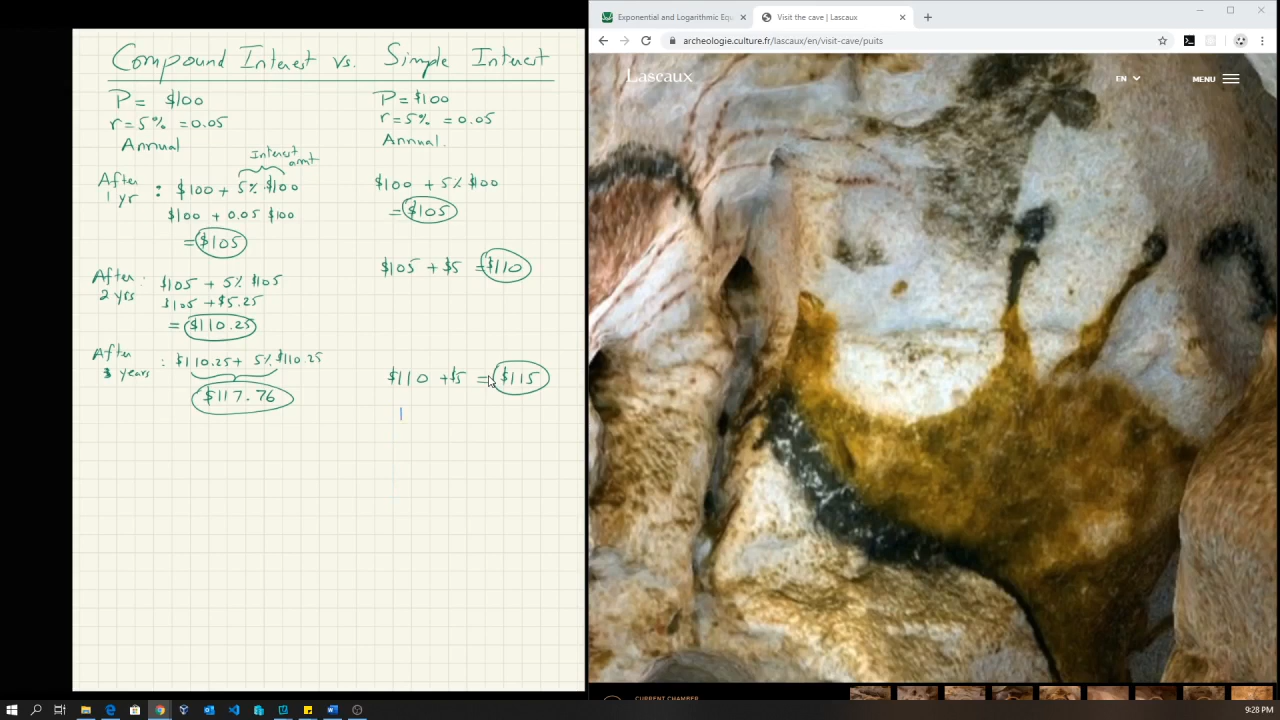 Compound Interest vs. Simple Interest
P = $100
r = 5% = 0.05
Annual
Interest
amt
After
1 yr
: $100 + 5% $100
$100 + 0.05 $100
= $105
After :
2 yrs
$105 + 5% $105
$105 + $5.25
= $110.25
After
3 years
: $110.25 + 5% $110.25
$117.76
P = $100
r = 5% = 0.05
Annual.
$100 + 5% $100
= $105
$105 + $5 = $110
$110 + $5 = $115
Exponential and Logarithmic Equ
Visit the cave | Lascaux
archeologie.culture.fr/lascaux/en/visit-cave/puits
Lascaux
EN
MENU
CURRENT CHAMBER
9:28 PM